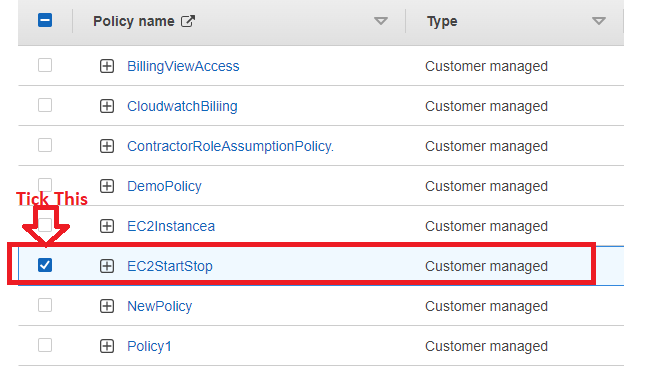 Policy name Type
BillingViewAccess Customer managed
CloudwatchBiliing Customer managed
ContractorRoleAssumptionPolicy. Customer managed
DemoPolicy Customer managed
Tick This
EC2Instancea Customer managed
EC2StartStop Customer managed
NewPolicy Customer managed
Policy1 Customer managed